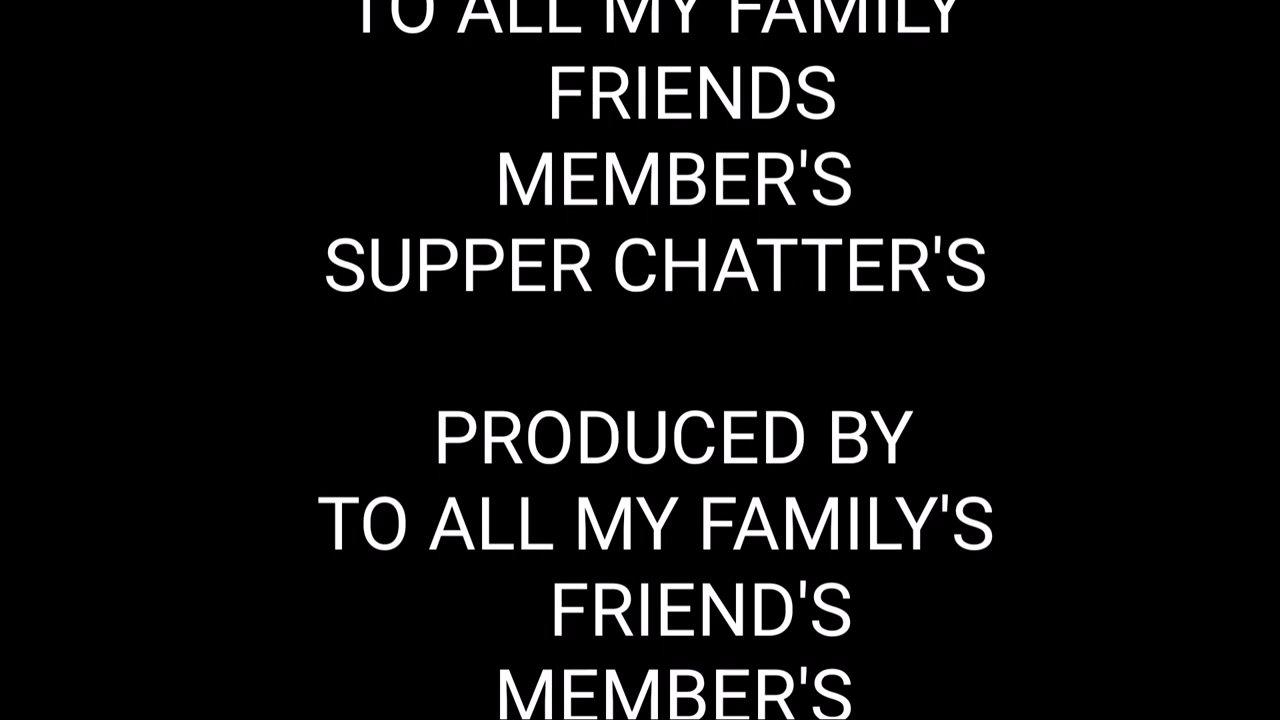 TO ALL MY FAMILY
FRIENDS
MEMBER'S
SUPPER CHATTER'S
PRODUCED BY
TO ALL MY FAMILY'S
FRIEND'S
MEMBER'S